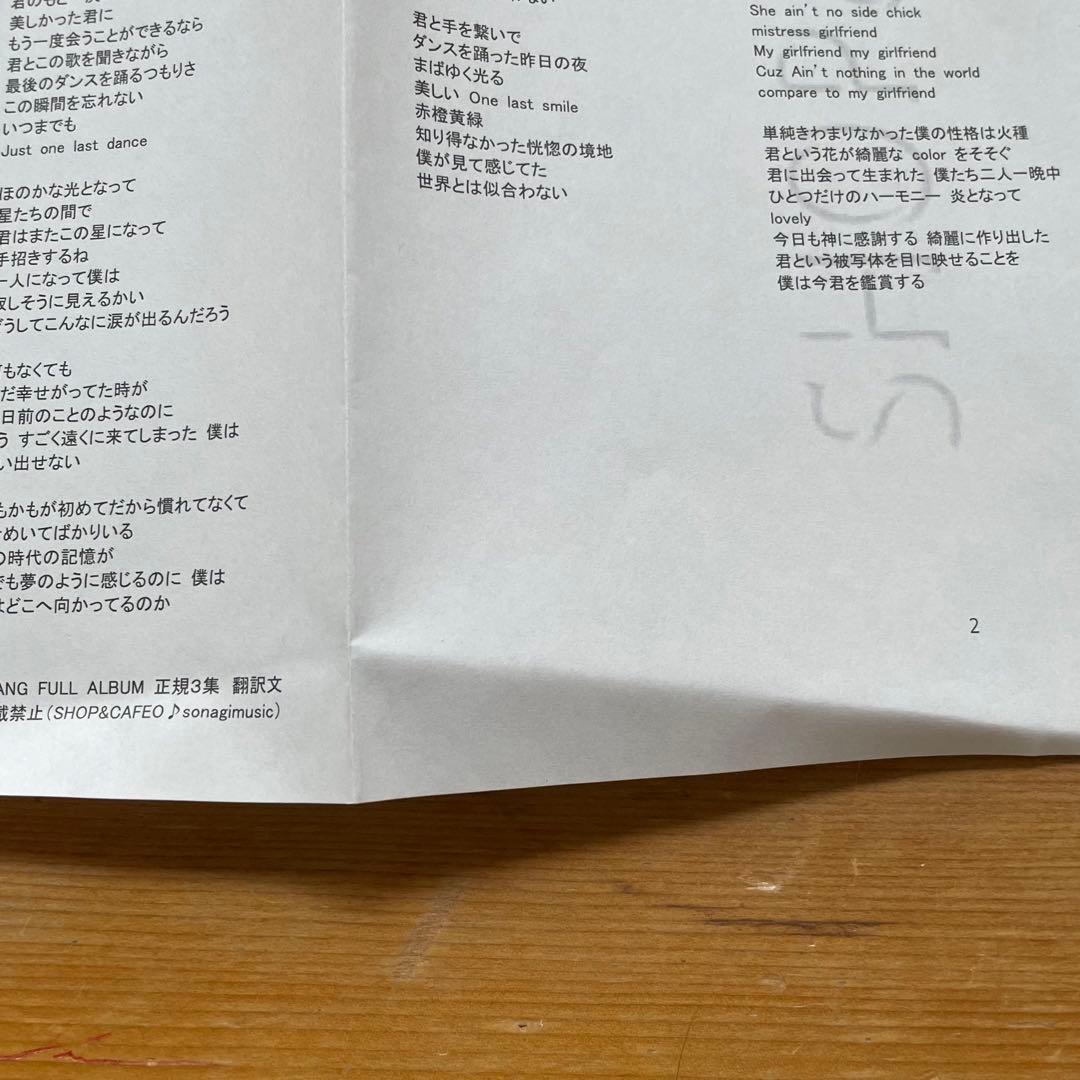 美しかった君に
もう一度会うことができるなら
君とこの歌を聞きながら
最後のダンスを踊るつもりさ
この瞬間を忘れない
いつまでも
Just one last dance
ほのかな光となって
星たちの間で
君はまたこの星になって
手招きするね
一人になって僕は
寂しそうに見えるかい
どうしてこんなに涙が出るんだろう
もなくても
だ幸せがってた時が
日前のことのようなのに
う すごく遠くに来てしまった 僕は
い出せない
もかもが初めてだから慣れてなくて
めいてばかりいる
の時代の記憶が
でも夢のように感じるのに 僕は
はどこへ向かってるのか
ANG FULL ALBUM 正規3集 翻訳文
載禁止(SHOP&CAFEO♪sonagimusic)
ない
君と手を繋いで
ダンスを踊った昨日の夜
まばゆく光る
美しい One last smile
赤橙黄緑
知り得なかった恍惚の境地
僕が見て感じてた
世界とは似合わない
She ain't no side chick
mistress girlfriend
My girlfriend my girlfriend
Cuz Ain't nothing in the world
compare to my girlfriend
単純きわまりなかった僕の性格は火種
君という花が綺麗な color をそそぐ
君に出会って生まれた 僕たち二人一晩中
ひとつだけのハーモニー 炎となって
lovely
今日も神に感謝する 綺麗に作り出した
君という被写体を目に映せることを
僕は今君を鑑賞する
2